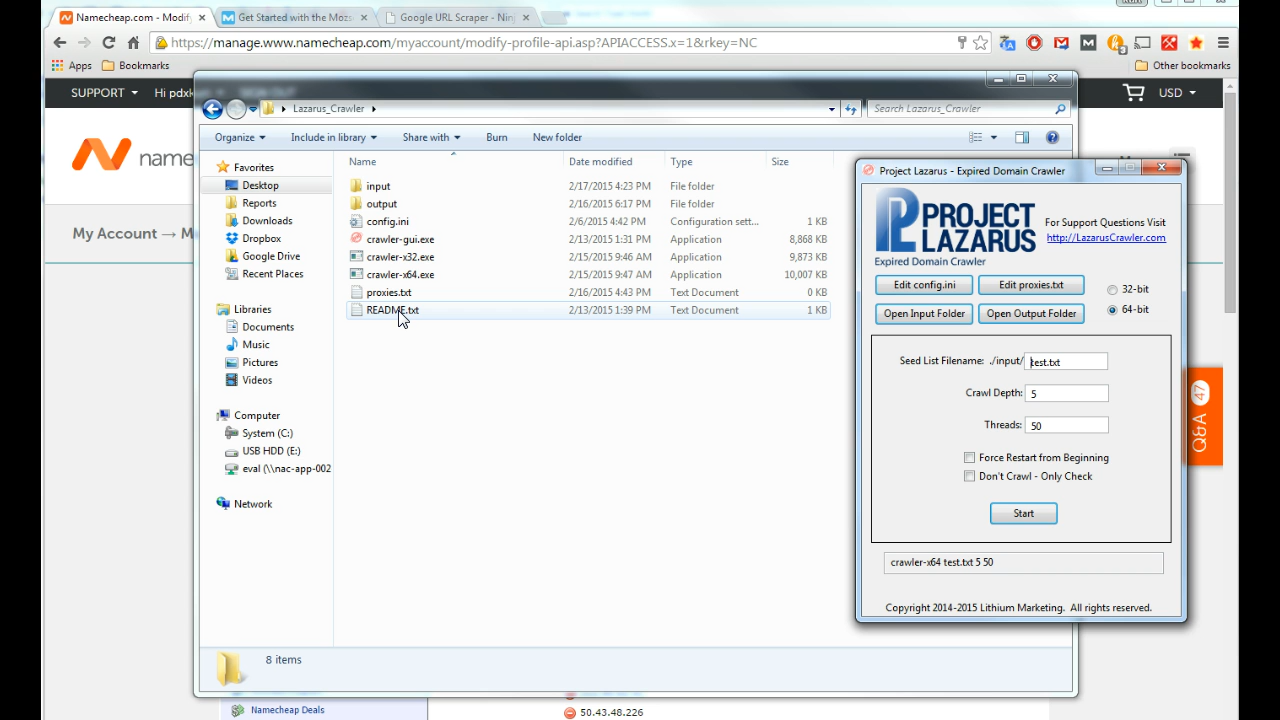 Namecheap.com - Modif
Get Started with the Mozs
Google URL Scraper - Ninj
https://manage.www.namecheap.com/myaccount/modify-profile-api.asp?APIACCESS.x=1&rkey=NC
Apps
Bookmarks
Other bookmarks
SUPPORT
Hi pdxk
USD
name
My Account → M
Lazarus_Crawler
Search Lazarus_Crawler
Organize
Include in library
Share with
Burn
New folder
Favorites
Desktop
Reports
Downloads
Dropbox
Google Drive
Recent Places
Libraries
Documents
Music
Pictures
Videos
Computer
System (C:)
USB HDD (E:)
eval (\\nac-app-002
Network
Name Date modified Type Size
input 2/17/2015 4:23 PM File folder
output 2/16/2015 6:17 PM File folder
config.ini 2/6/2015 4:42 PM Configuration sett... 1 KB
crawler-gui.exe 2/13/2015 1:31 PM Application 8,868 KB
crawler-x32.exe 2/15/2015 9:46 AM Application 9,873 KB
crawler-x64.exe 2/15/2015 9:47 AM Application 10,007 KB
proxies.txt 2/16/2015 4:43 PM Text Document 0 KB
README.txt 2/13/2015 1:39 PM Text Document 1 KB
8 items
Project Lazarus - Expired Domain Crawler
PROJECT
LAZARUS
Expired Domain Crawler
For Support Questions Visit
http://LazarusCrawler.com
Edit config.ini
Edit proxies.txt
32-bit
Open Input Folder
Open Output Folder
64-bit
Seed List Filename: ./input/ test.txt
Crawl Depth: 5
Threads: 50
Force Restart from Beginning
Don't Crawl - Only Check
Start
crawler-x64 test.txt 5 50
Copyright 2014-2015 Lithium Marketing. All rights reserved.
Q&A 47
Namecheap Deals
50.43.48.226